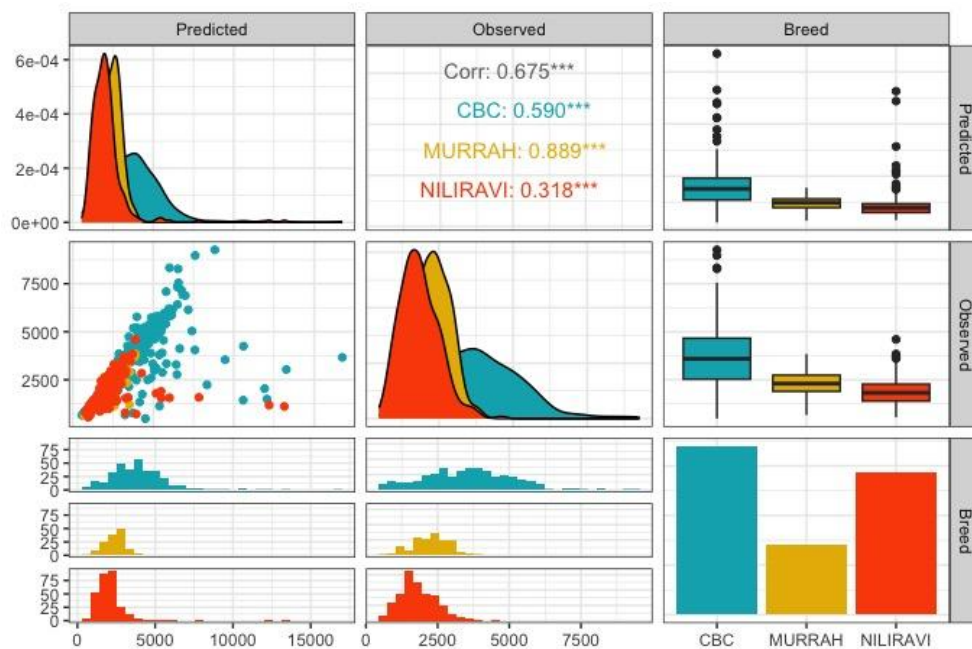 Predicted
Observed
Breed
6e-04
4e-04
2e-04
0e+00
Corr: 0.675***
CBC: 0.590***
MURRAH: 0.889***
NILIRAVI: 0.318***
Predicted
7500
5000
2500
Observed
75
50
25
0
75
50
25
0
75
50
25
0
Breed
0 5000 10000 15000
0 2500 5000 7500
CBC MURRAH NILIRAVI